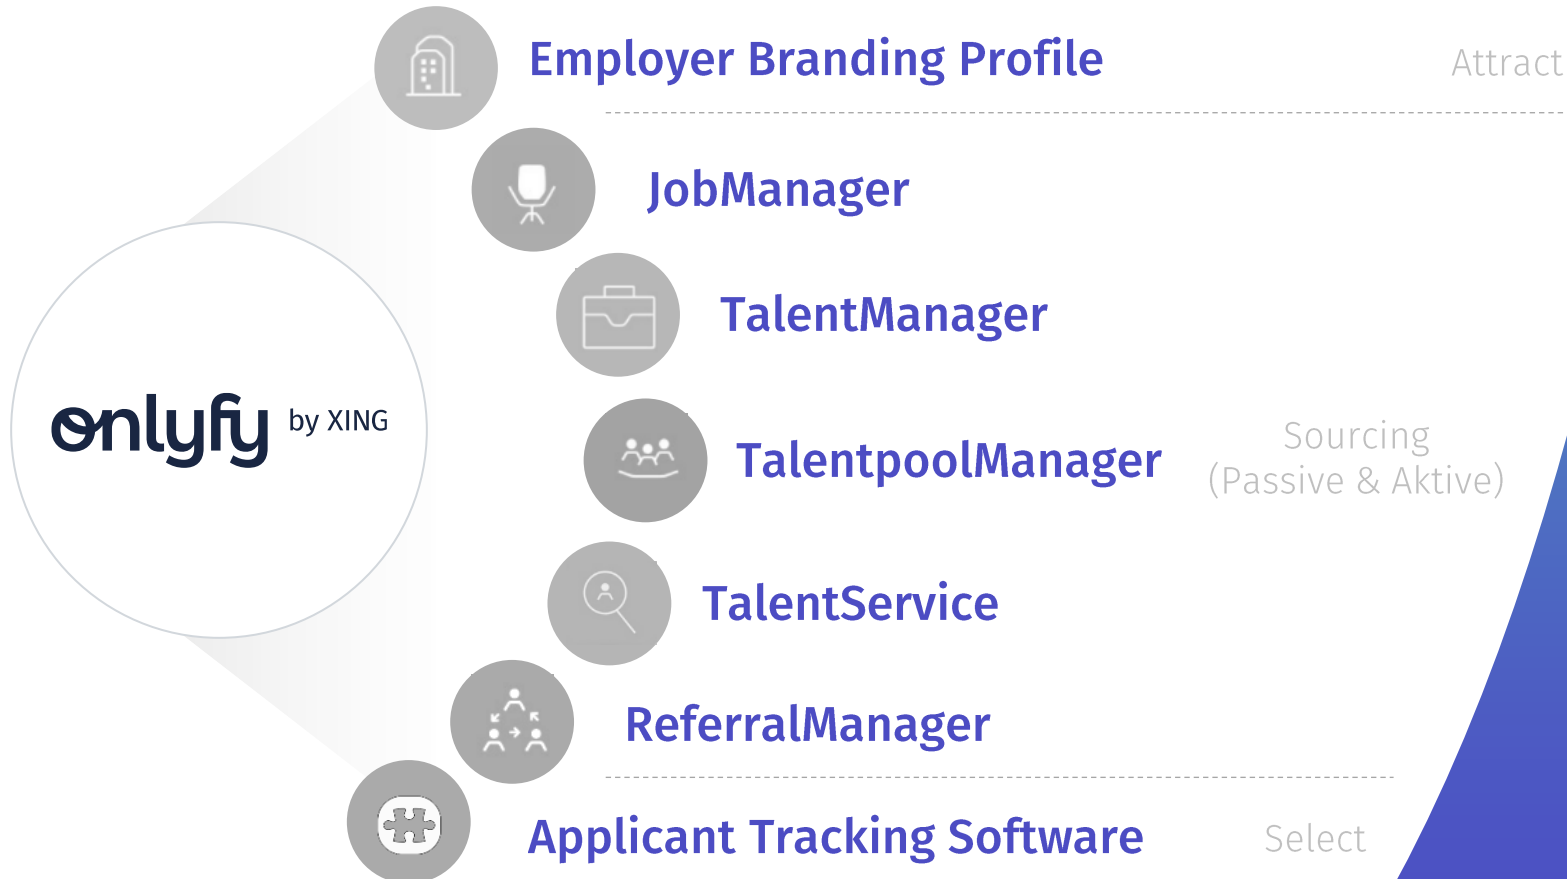 Employer Branding Profile
Attract
JobManager
TalentManager
onlyfy by XING
TalentpoolManager
Sourcing
(Passive & Aktive)
TalentService
ReferralManager
Applicant Tracking Software
Select